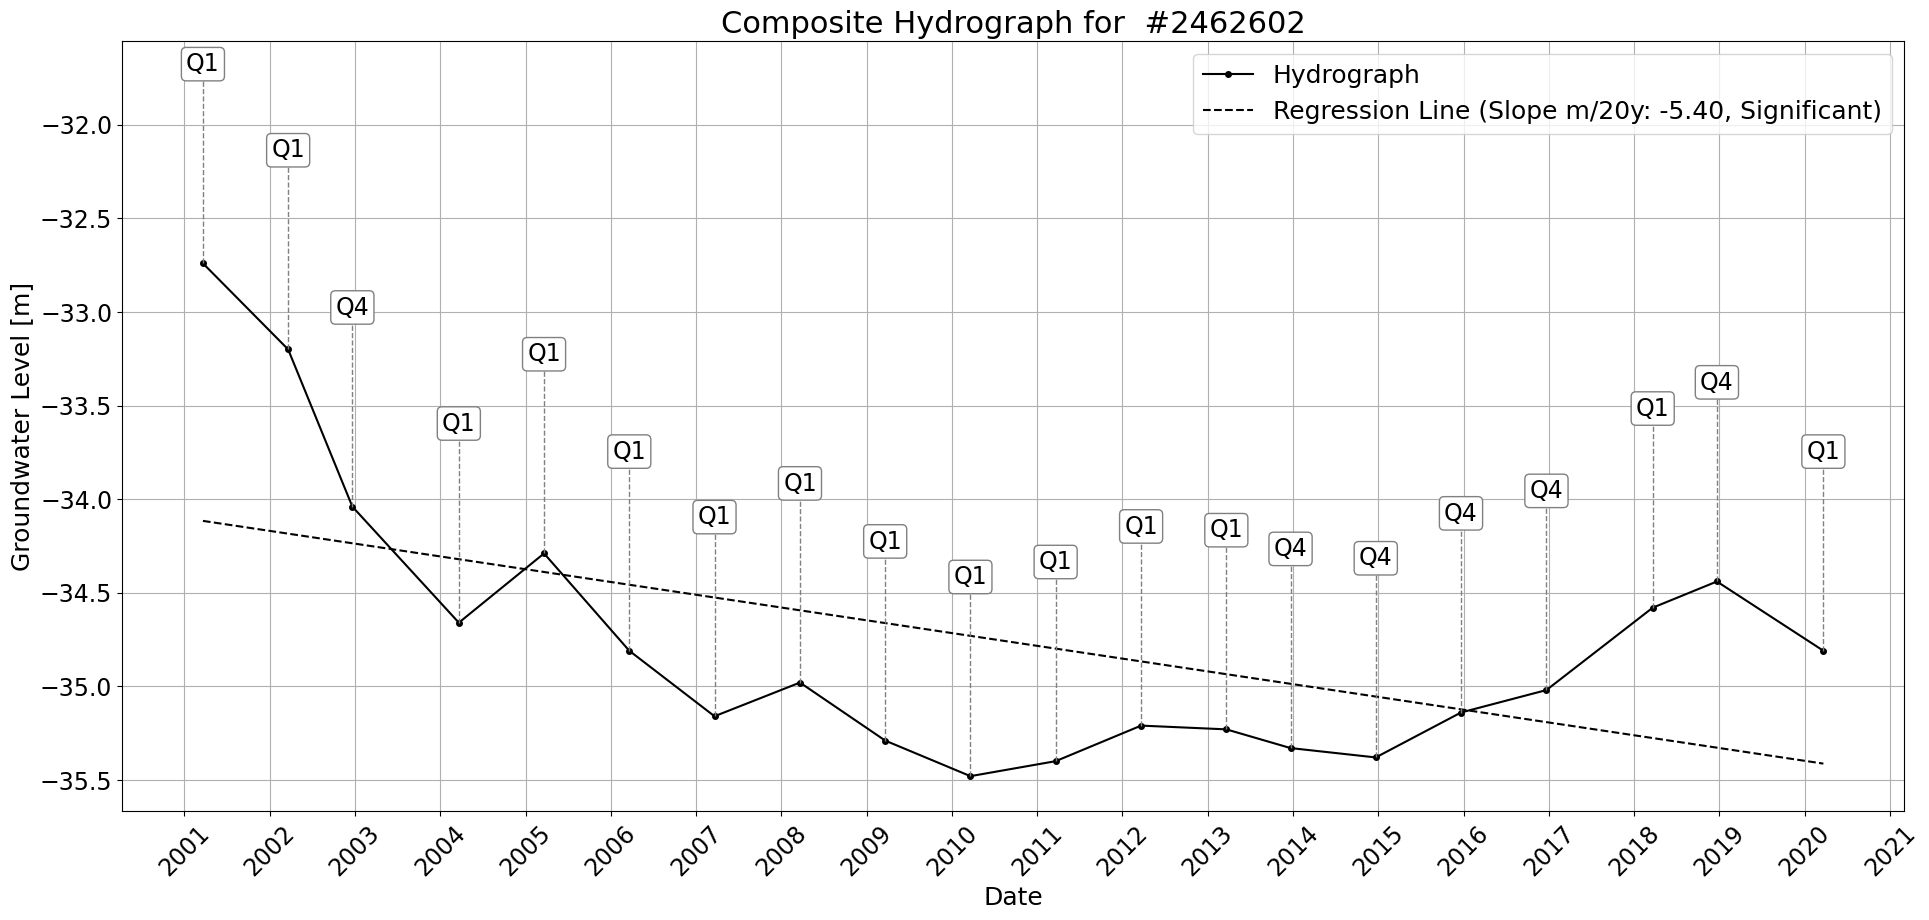 Composite Hydrograph for  #2462602
Hydrograph
Regression Line (Slope m/20y: -5.40, Significant)
Groundwater Level [m]
−32.0
−32.5
−33.0
−33.5
−34.0
−34.5
−35.0
−35.5
Q1
Q1
Q4
Q1
Q1
Q1
Q1
Q1
Q1
Q1
Q1
Q1
Q1
Q4
Q4
Q4
Q4
Q1
Q4
Q1
2001
2002
2003
2004
2005
2006
2007
2008
2009
2010
2011
2012
2013
2014
2015
2016
2017
2018
2019
2020
2021
Date